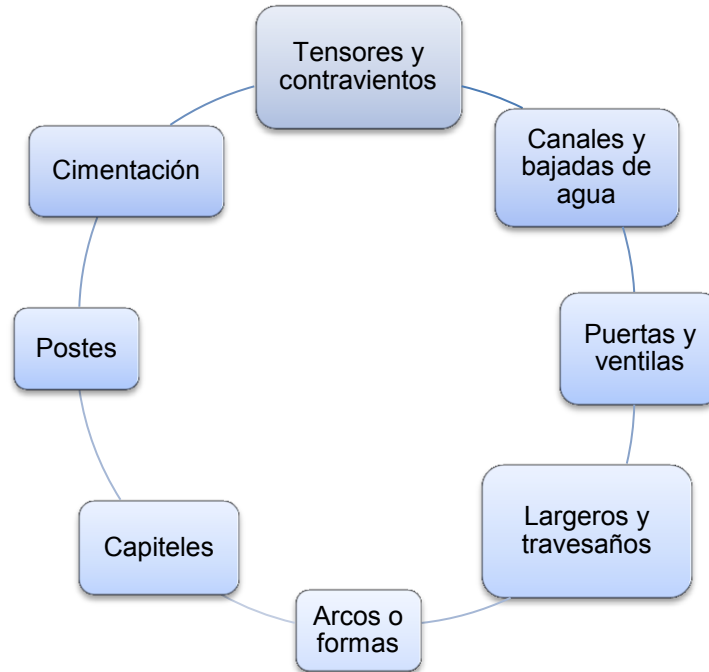 Tensores y
contravientos
Canales y
bajadas de
agua
Puertas y
ventilas
Largeros y
travesaños
Arcos o
formas
Capiteles
Postes
Cimentación